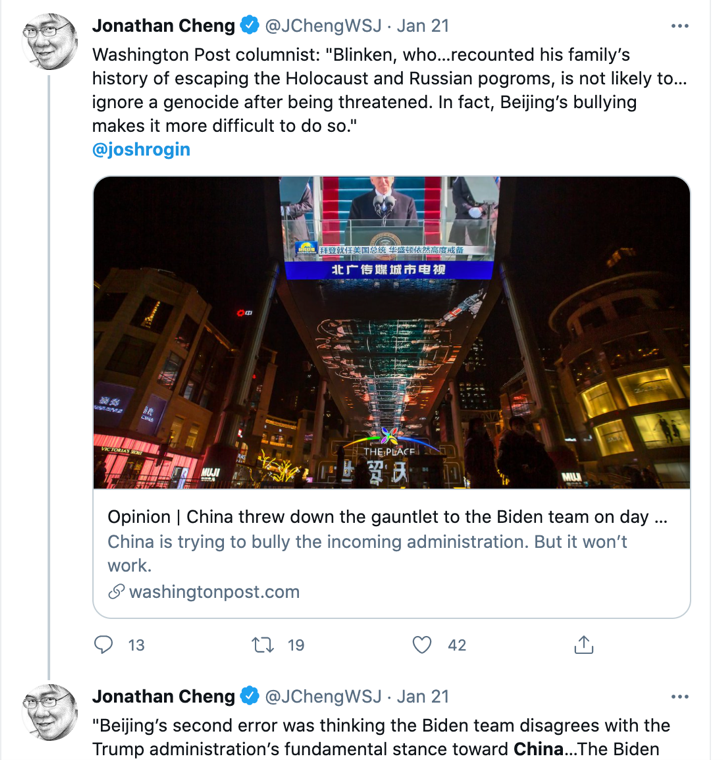 Jonathan Cheng @JChengWSJ · Jan 21
Washington Post columnist: "Blinken, who...recounted his family’s
history of escaping the Holocaust and Russian pogroms, is not likely to...
ignore a genocide after being threatened. In fact, Beijing’s bullying
makes it more difficult to do so."
@joshrogin
拜登就任美国总统 华盛顿依然高度戒备
北广传媒城市电视
VICTORIA'S SECRET
MUJI
THE PLACE
MUJI
Opinion | China threw down the gauntlet to the Biden team on day ...
China is trying to bully the incoming administration. But it won’t
work.
washingtonpost.com
13 19 42
Jonathan Cheng @JChengWSJ · Jan 21
"Beijing’s second error was thinking the Biden team disagrees with the
Trump administration’s fundamental stance toward China...The Biden